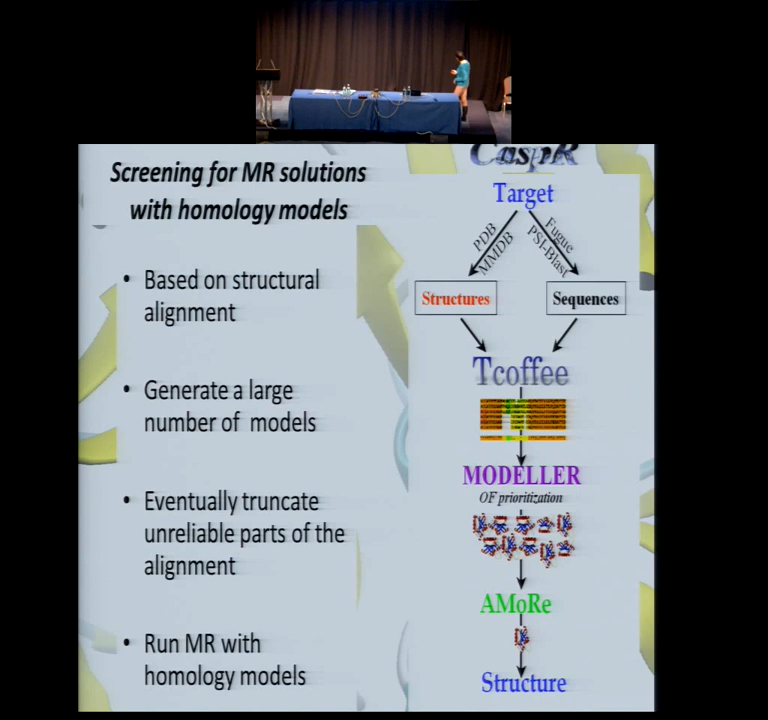 Screening for MR solutions
with homology models
• Based on structural
alignment
• Generate a large
number of models
• Eventually truncate
unreliable parts of the
alignment
• Run MR with
homology models
CaspR
Target
PDB
MMDB
Fugue
PSI-Blast
Structures
Sequences
Tcoffee
MODELLER
OF prioritization
AMoRe
Structure